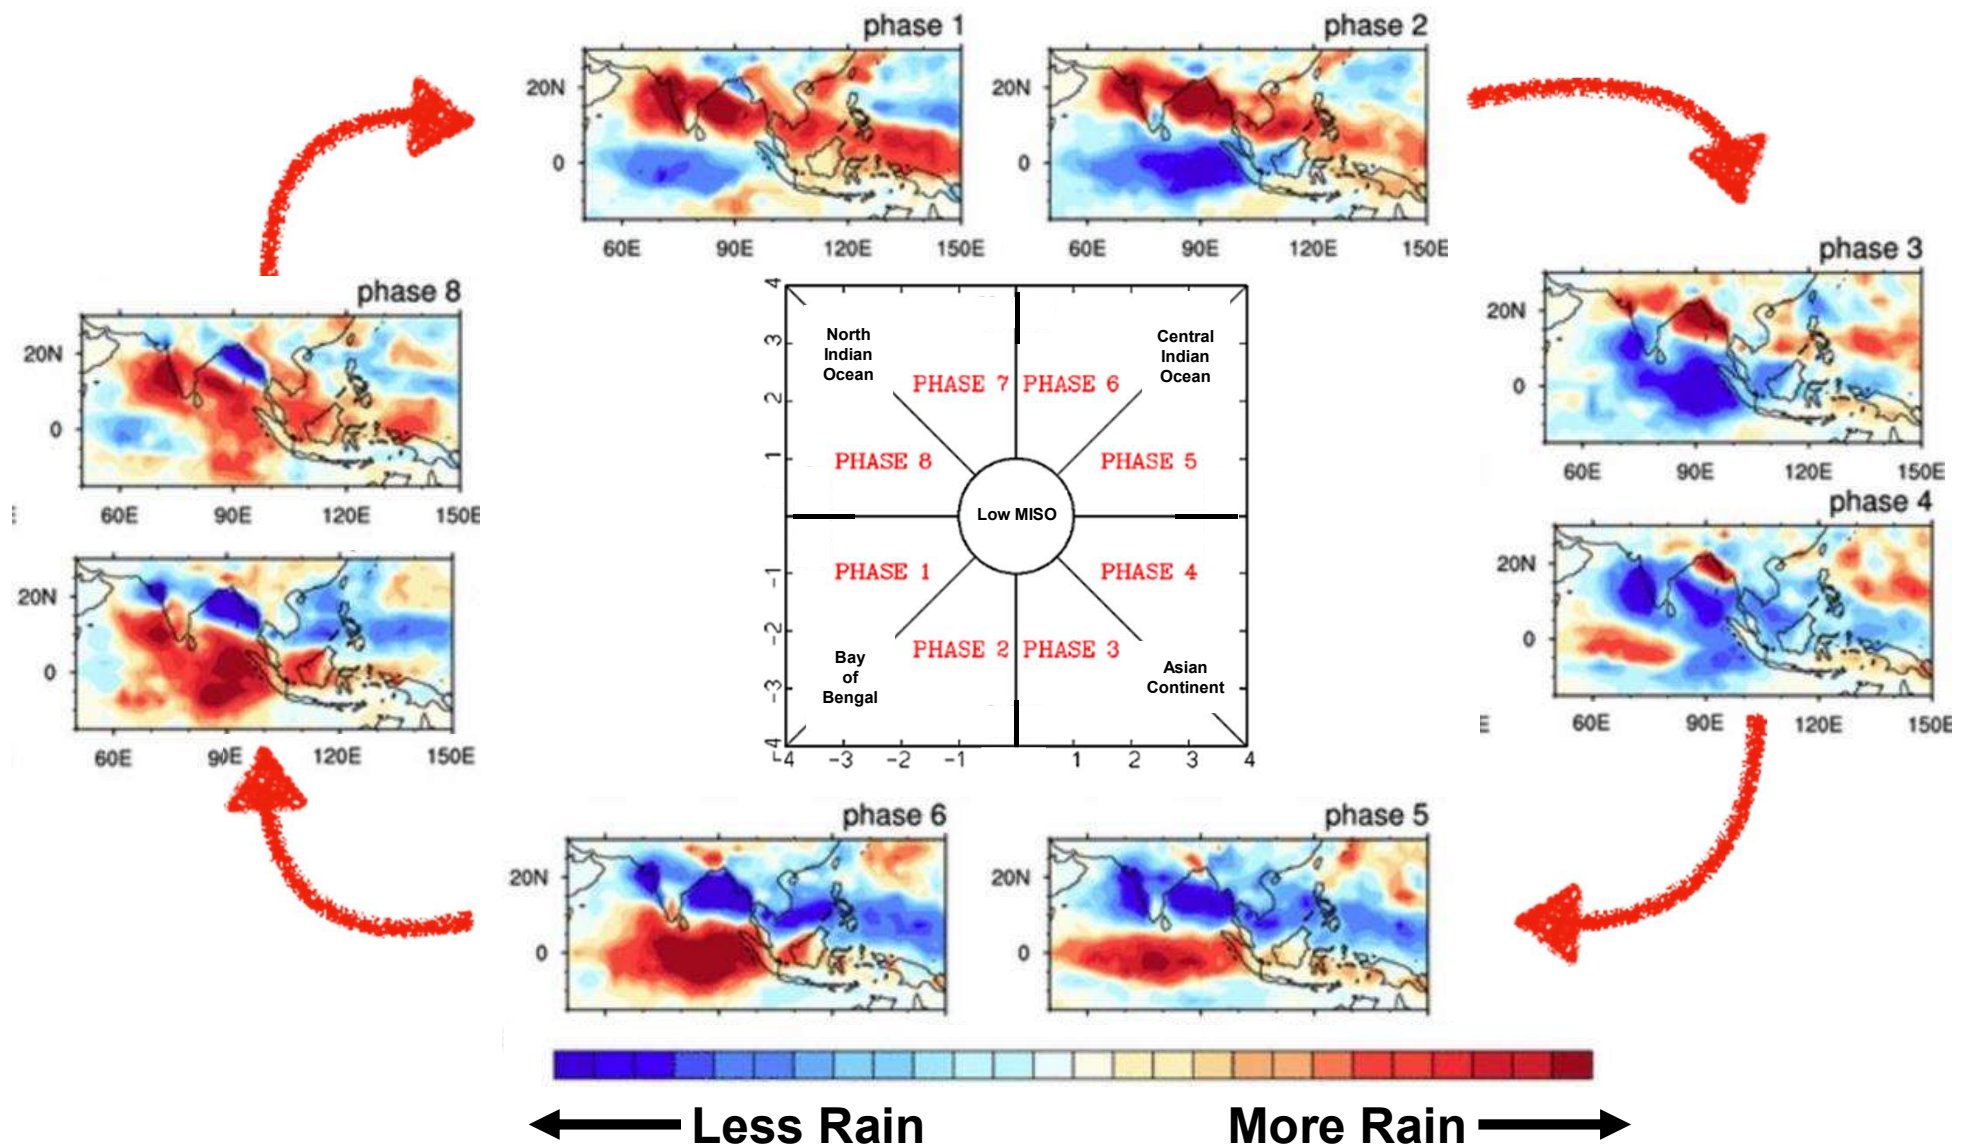 phase 1
20N
0
60E 90E 120E 150E
phase 2
20N
0
60E 90E 120E 150E
phase 3
20N
0
60E 90E 120E 150E
phase 8
20N
0
60E 90E 120E 150E
E
phase 4
20N
0
60E 90E 120E 150E
E
20N
0
60E 90E 120E 150E
4
3
2
1
-1
-2
-3
4
-4 -3 -2 -1 1 2 3 4
North
Indian
Ocean
Central
Indian
Ocean
PHASE 7
PHASE 6
PHASE 8
PHASE 5
Low MISO
PHASE 1
PHASE 4
PHASE 2
PHASE 3
Bay
of
Bengal
Asian
Continent
phase 6
20N
0
phase 5
20N
0
Less Rain
More Rain